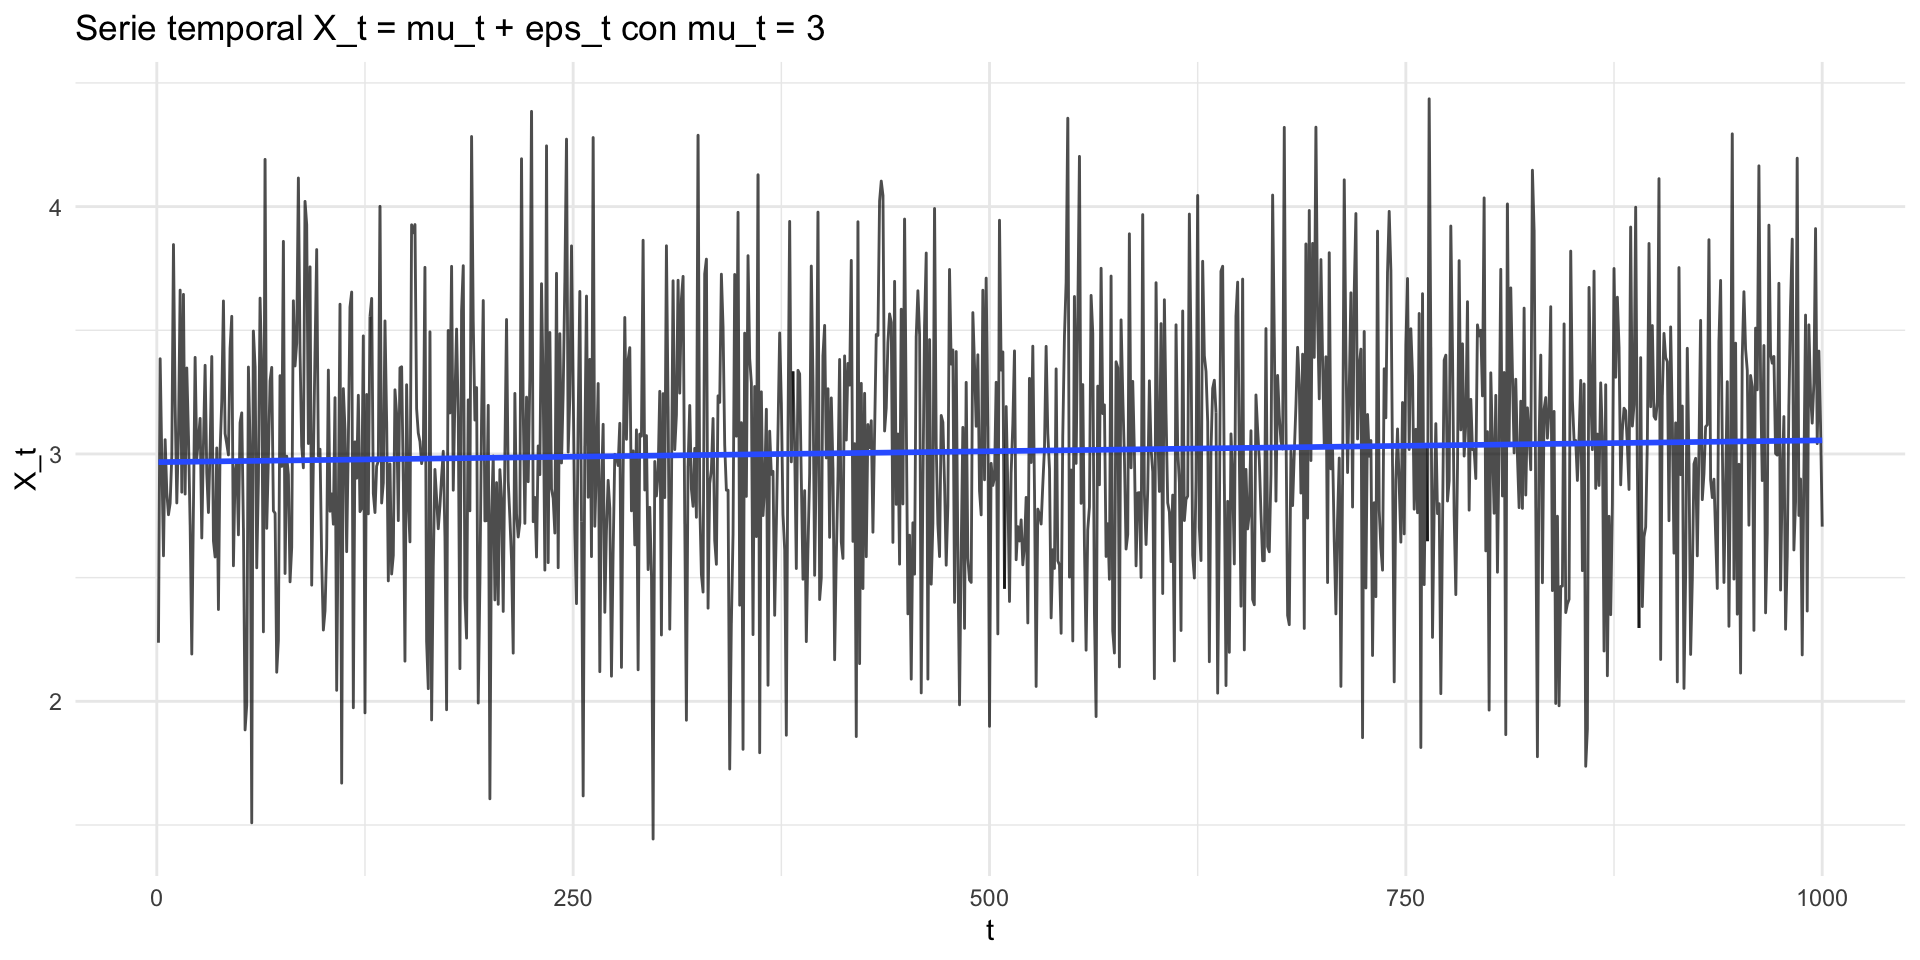 Serie temporal X_t = mu_t + eps_t con mu_t = 3
X_t
4
3
2
0
250
500
750
1000
t